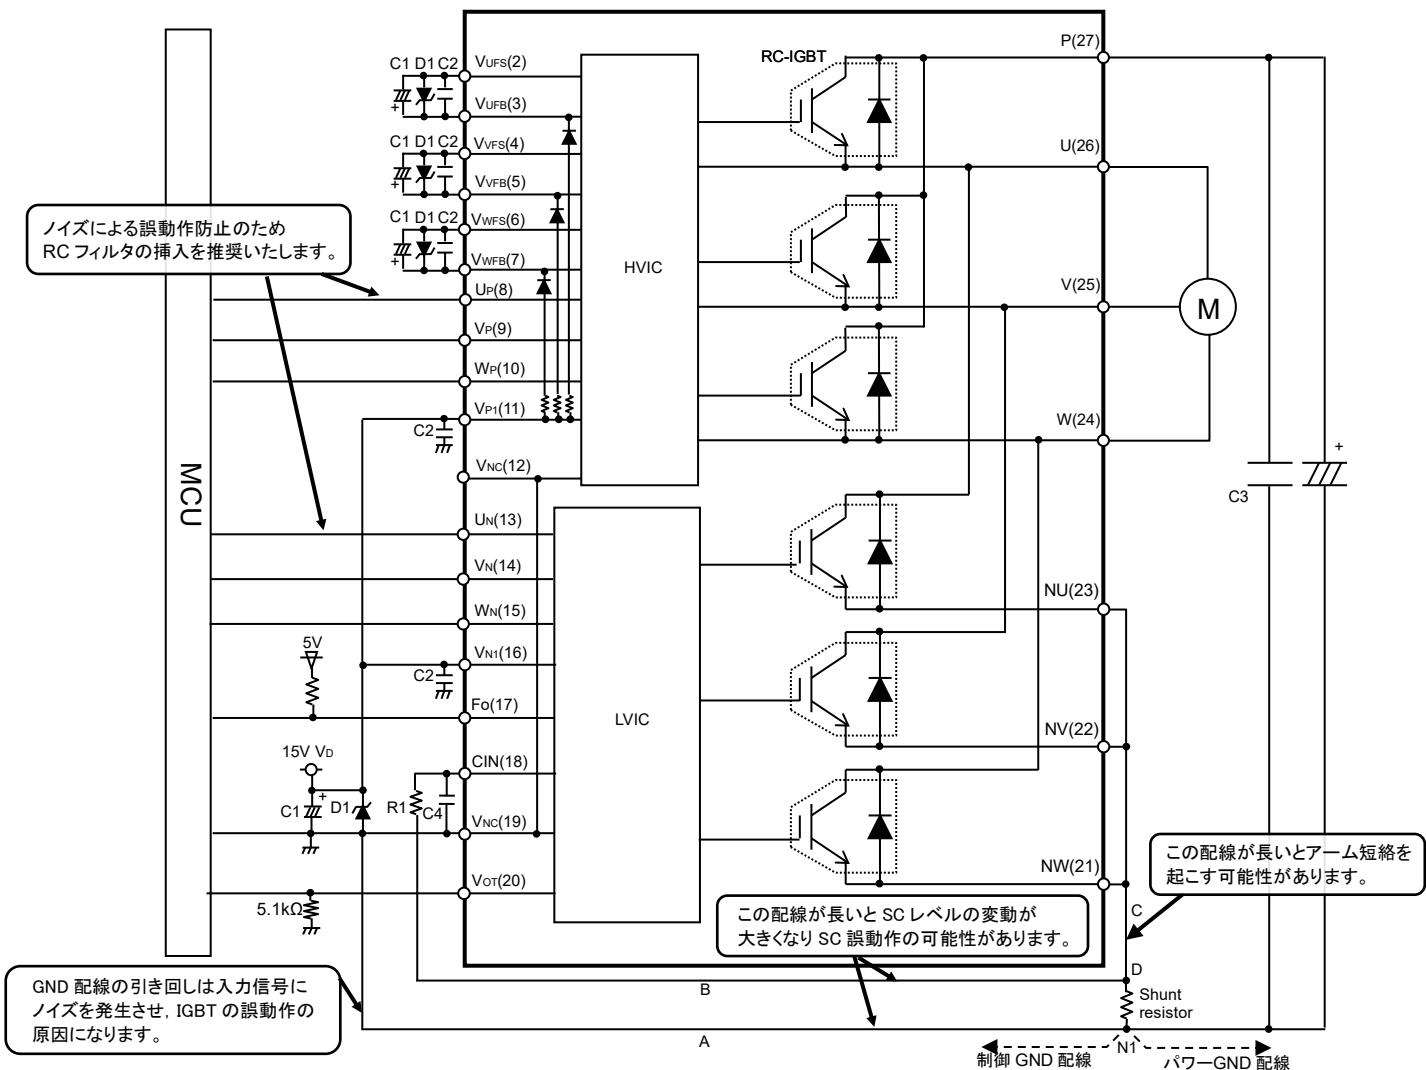 P(27)
RC-IGBT
C1 D1 C2
VUFS(2)
VUFB(3)
C1 D1 C2
VVFS(4)
U(26)
VVFB(5)
ノイズによる誤動作防止のため
RC フィルタの挿入を推奨いたします。
C1 D1 C2
VWFS(6)
VWFB(7)
HVIC
UP(8)
V(25)
M
VP(9)
WP(10)
VP1(11)
C2
W(24)
+
VNC(12)
MCU
C3
UN(13)
VN(14)
NU(23)
WN(15)
5V
VN1(16)
C2
FO(17)
LVIC
NV(22)
15V VD
CIN(18)
+
C1
D1
R1
C4
VNC(19)
NW(21)
この配線が長いとアーム短絡を
起こす可能性があります。
VOT(20)
5.1kΩ
C
この配線が長いと SC レベルの変動が
大きくなり SC 誤動作の可能性があります。
D
GND 配線の引き回しは入力信号に
ノイズを発生させ, IGBT の誤動作の
原因になります。
B
Shunt
resistor
A
N1
制御 GND 配線
パワーGND 配線
+
+
+